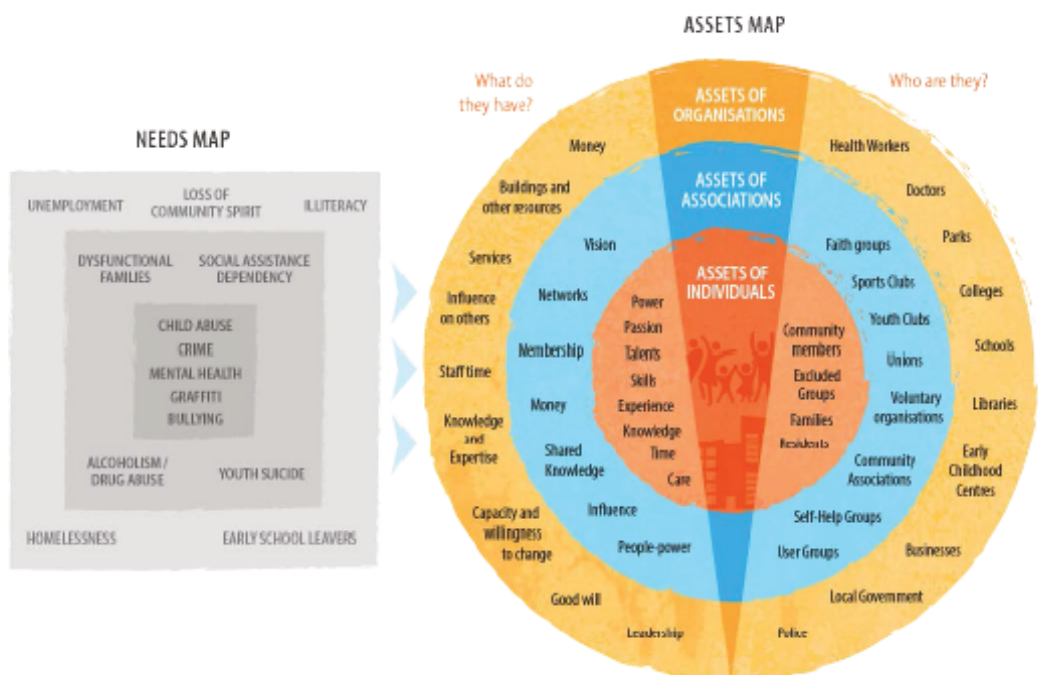 ASSETS MAP
What do
they have?
Who are they?
NEEDS MAP
UNEMPLOYMENT
LOSS OF
COMMUNITY SPIRIT
ILLITERACY
DYSFUNCTIONAL
FAMILIES
SOCIAL ASSISTANCE
DEPENDENCY
CHILD ABUSE
CRIME
MENTAL HEALTH
GRAFFITI
BULLYING
ALCOHOLISM /
DRUG ABUSE
YOUTH SUICIDE
HOMELESSNESS
EARLY SCHOOL LEAVERS
ASSETS OF
ORGANISATIONS
Money
Buildings and
other resources
Services
Influence
on others
Staff time
Knowledge
and
Expertise
Capacity and
willingness
to change
Good will
Leadership
Health Workers
Doctors
Parks
Colleges
Schools
Libraries
Early
Childhood
Centres
Businesses
Local Government
Police
ASSETS OF
ASSOCIATIONS
Vision
Networks
Membership
Money
Shared
Knowledge
Influence
People-power
Faith groups
Sports Clubs
Youth Clubs
Unions
Voluntary
organisations
Community
Associations
Self-Help Groups
User Groups
ASSETS OF
INDIVIDUALS
Power
Passion
Talents
Skills
Experience
Knowledge
Time
Care
Community
members
Excluded
Groups
Families
Residents